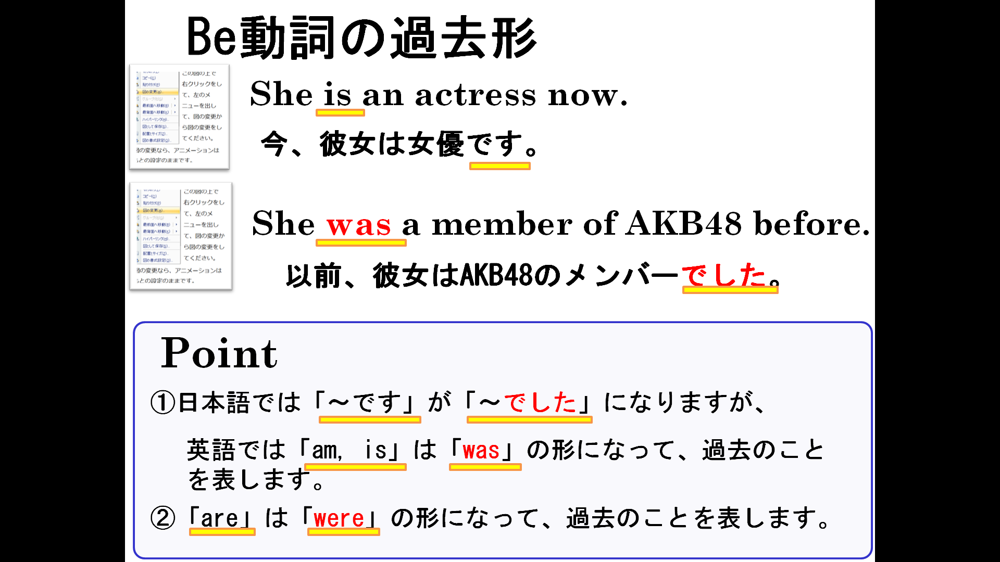 Be動詞の過去形
コピー(C)
貼り付け(P)
図の変更(A)...
グループ化(G)
最前面へ移動(R)
最背面へ移動(K)
ハイパーリンク(H)...
図として保存(S)...
配置とサイズ(Z)...
図の書式設定(O)...
この図の上で
右クリックをし
て、左のメ
ニューを出し
て、図の変更か
ら図の変更をし
てください。
図の変更なら、アニメーションは
もとの設定のままです。
She is an actress now.
今、彼女は女優です。
コピー(C)
貼り付け(P)
図の変更(A)...
グループ化(G)
最前面へ移動(R)
最背面へ移動(K)
ハイパーリンク(H)...
図として保存(S)...
配置とサイズ(Z)...
図の書式設定(O)...
この図の上で
右クリックをし
て、左のメ
ニューを出し
て、図の変更か
ら図の変更をし
てください。
図の変更なら、アニメーションは
もとの設定のままです。
She was a member of AKB48 before.
以前、彼女はAKB48のメンバーでした。
Point
①日本語では「～です」が「～でした」になりますが、
英語では「am, is」は「was」の形になって、過去のこと
を表します。
②「are」は「were」の形になって、過去のことを表します。